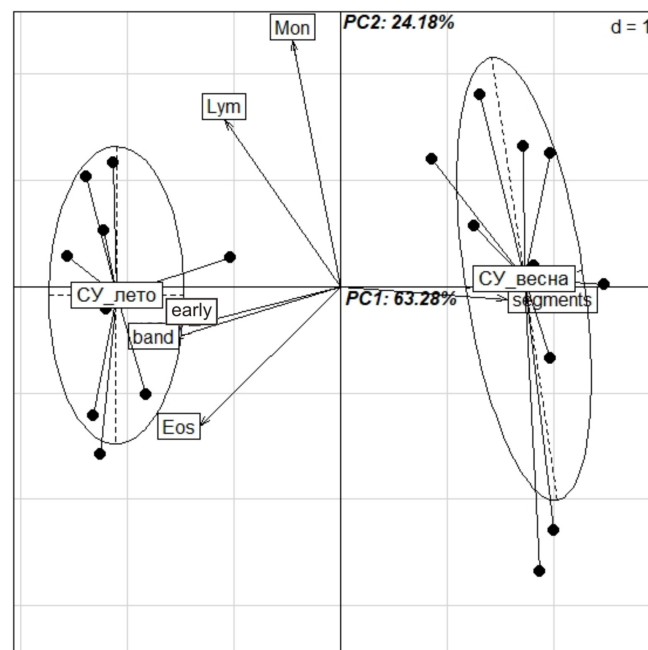 PC2: 24.18%
d = 1
Mon
Lym
СУ_весна
СУ_лето
PC1: 63.28%
segments
early
band
Eos